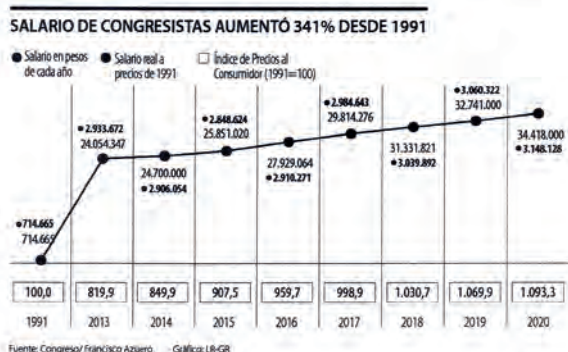 SALARIO DE CONGRESISTAS AUMENTÓ 341% DESDE 1991
Salario en pesos de cada año
Salario real a precios de 1991
Índice de Precios al Consumidor (1991=100)
714.665
714.665
2.933.672
24.054.347
24.700.000
2.906.054
2.848.624
25.851.020
27.929.064
2.910.271
2.984.643
29.814.276
31.331.821
3.039.892
3.060.322
32.741.000
34.418.000
3.148.128
100,0 819,9 849,9 907,5 959,7 998,9 1.030,7 1.069,9 1.093,3
1991 2013 2014 2015 2016 2017 2018 2019 2020
Fuente: Congreso/ Francisco Azuero Gráfico: LR-GR